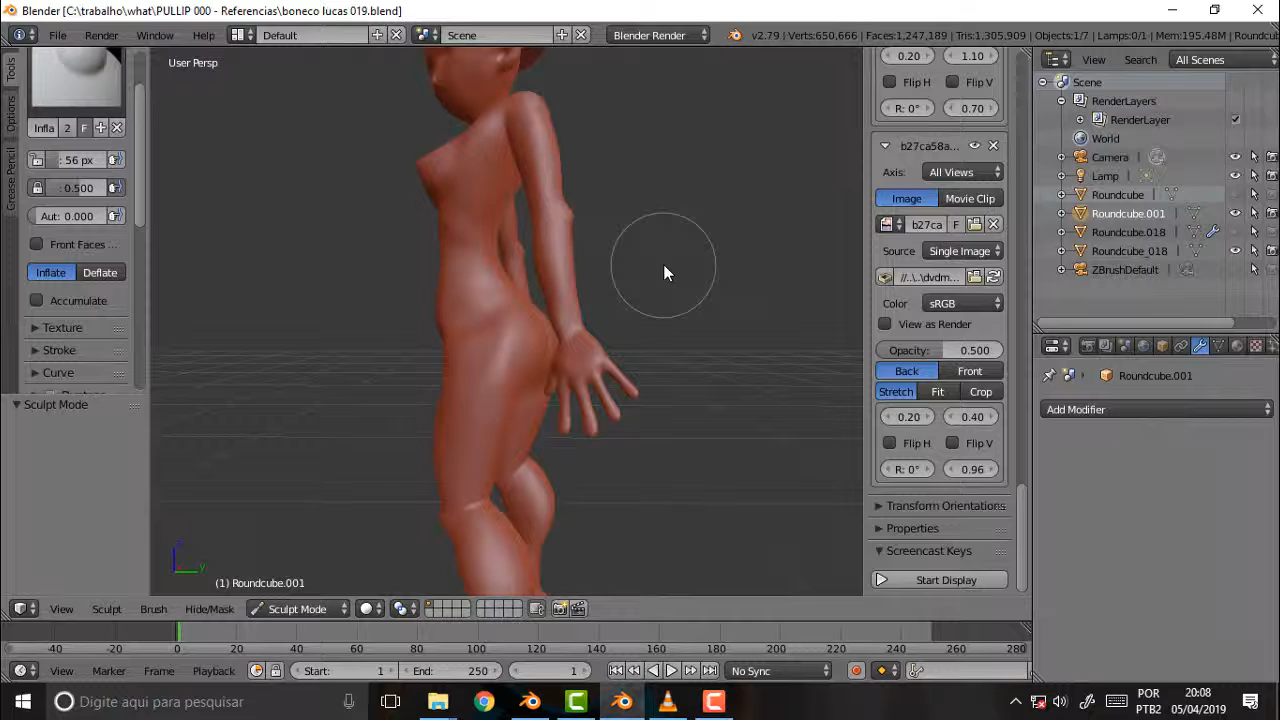 Blender [C:\trabalho\what\PULLIP 000 - Referencias\boneco lucas 019.blend]
File Render Window Help Default Scene Blender Render v2.79 | Verts:650,666 | Faces:1,247,189 | Tris:1,305,909 | Objects:1/7 | Lamps:0/1 | Mem:195.48M | Roundcub
Tools
Options
Grease Pencil
Infla 2 F
: 56 px
: 0.500
Aut: 0.000
Front Faces ...
Inflate Deflate
Accumulate
Texture
Stroke
Curve
Sculpt Mode
User Persp
(1) Roundcube.001
z
y
0.20 1.10
Flip H Flip V
R: 0° 0.70
b27ca58a...
Axis: All Views
Image Movie Clip
b27ca F
Source Single Image
//..\dvdm...
Color sRGB
View as Render
Opacity: 0.500
Back Front
Stretch Fit Crop
0.20 0.40
Flip H Flip V
R: 0° 0.96
Transform Orientations
Properties
Screencast Keys
Start Display
View Search All Scenes
Scene
RenderLayers
RenderLayer
World
Camera
Lamp
Roundcube
Roundcube.001
Roundcube.018
Roundcube_018
ZBrushDefault
Roundcube.001
Add Modifier
View Sculpt Brush Hide/Mask Sculpt Mode
-40 -20 0 20 40 60 80 100 120 140 160 180 200 220 240 260 280
View Marker Frame Playback Start: 1 End: 250 1 No Sync
Digite aqui para pesquisar
POR
PTB2
20:08
05/04/2019